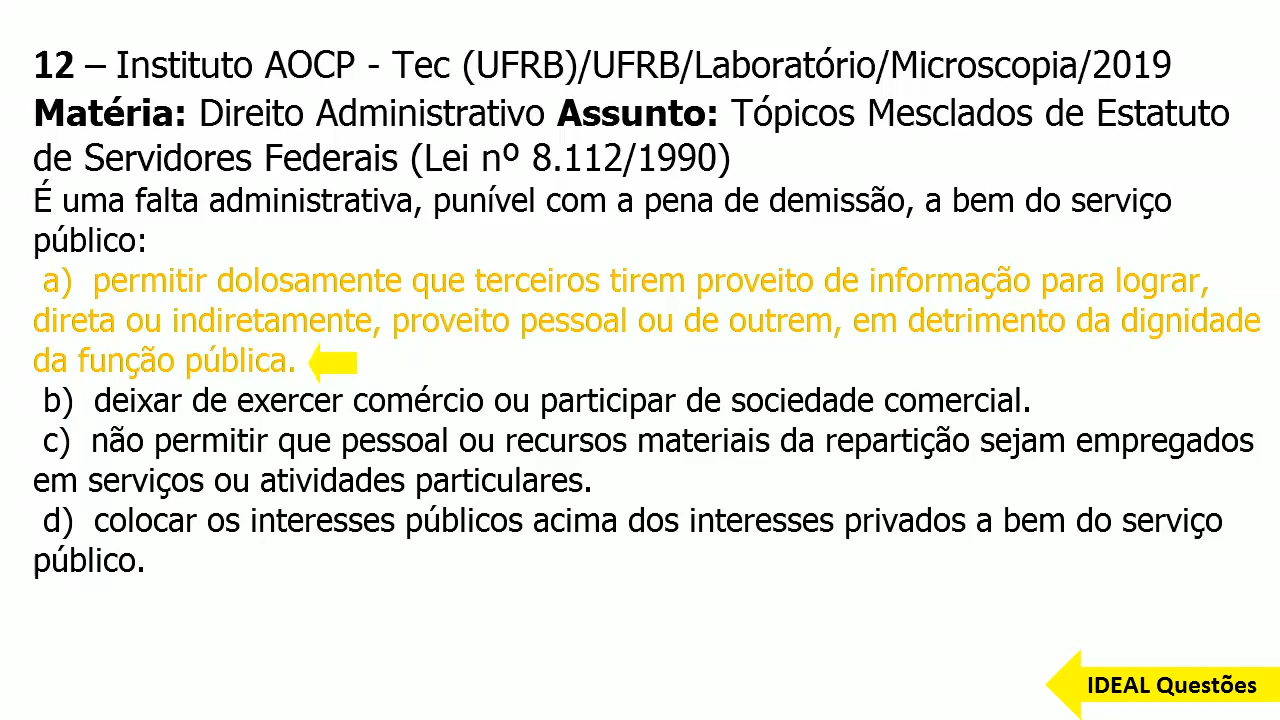 12 – Instituto AOCP - Tec (UFRB)/UFRB/Laboratório/Microscopia/2019
Matéria: Direito Administrativo Assunto: Tópicos Mesclados de Estatuto
de Servidores Federais (Lei nº 8.112/1990)
É uma falta administrativa, punível com a pena de demissão, a bem do serviço
público:
a) permitir dolosamente que terceiros tirem proveito de informação para lograr,
direta ou indiretamente, proveito pessoal ou de outrem, em detrimento da dignidade
da função pública.
b) deixar de exercer comércio ou participar de sociedade comercial.
c) não permitir que pessoal ou recursos materiais da repartição sejam empregados
em serviços ou atividades particulares.
d) colocar os interesses públicos acima dos interesses privados a bem do serviço
público.
IDEAL Questões